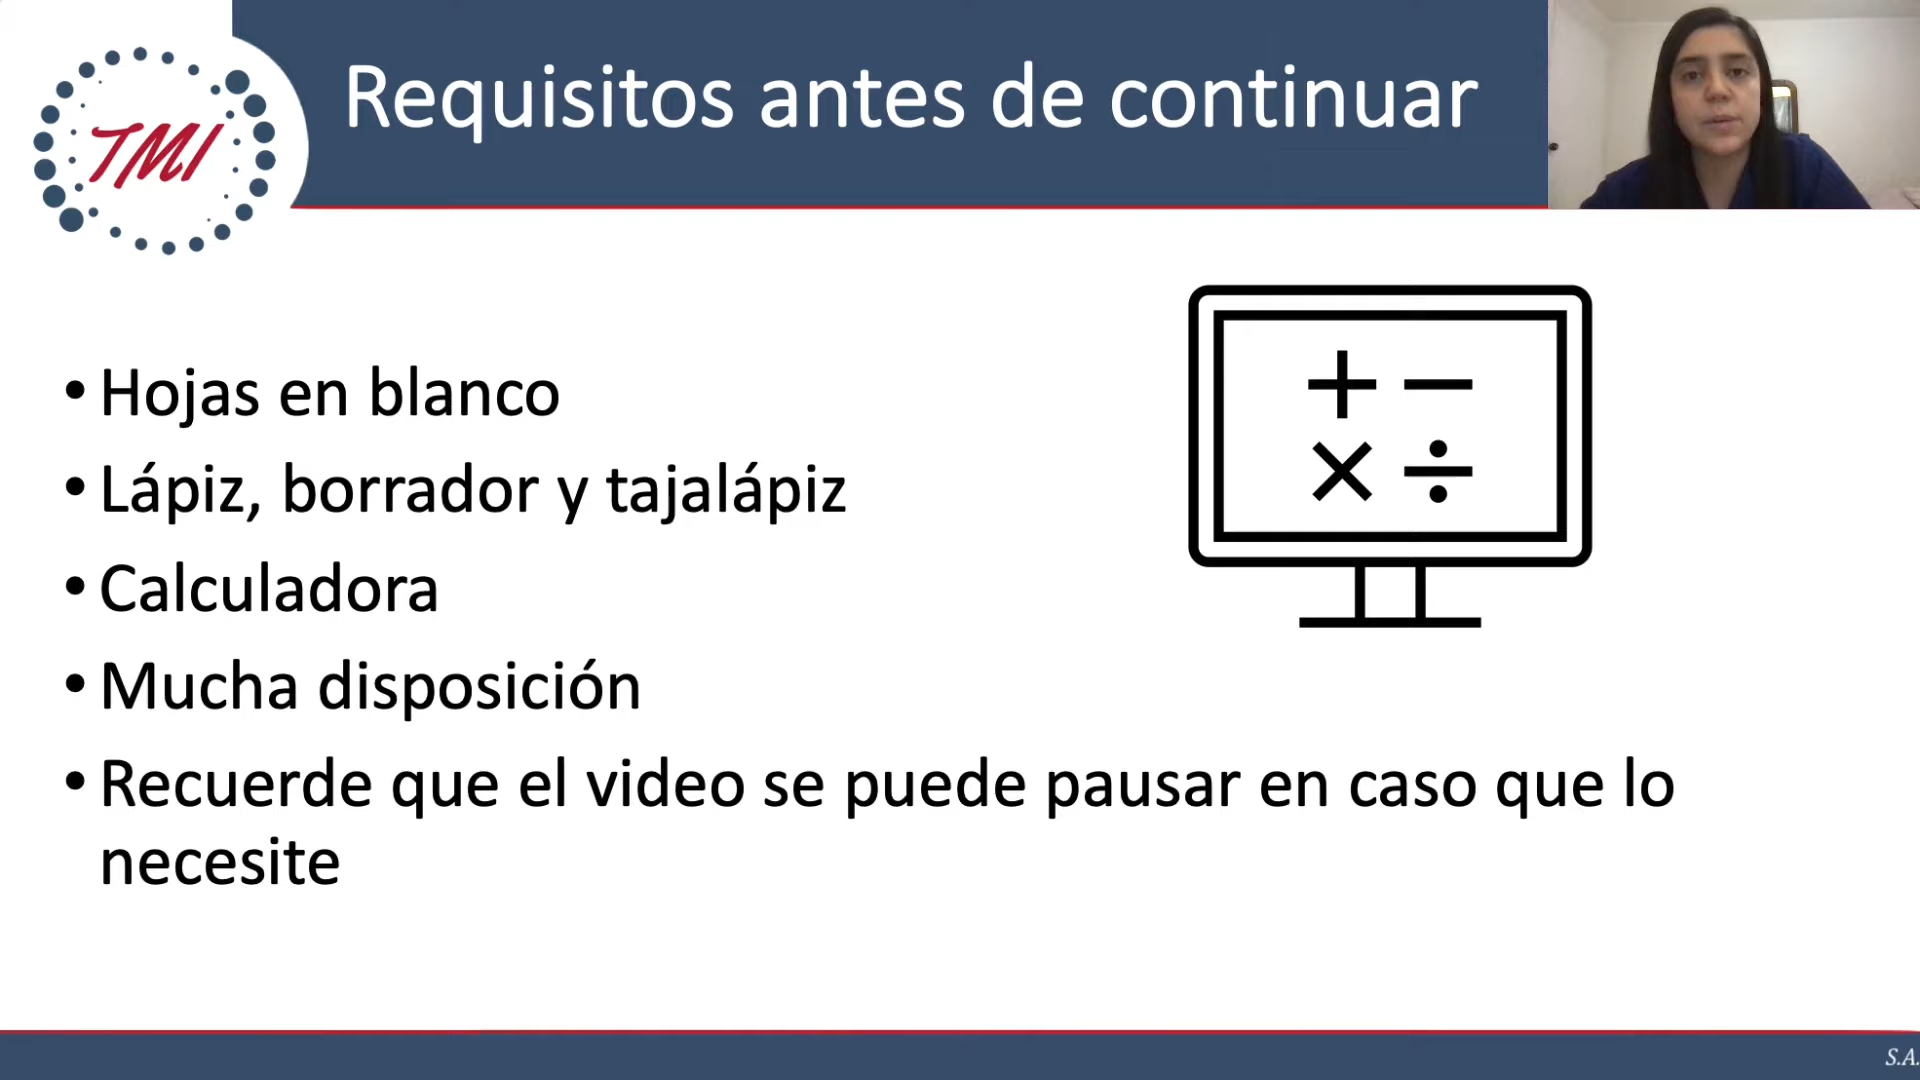 TMI
Requisitos antes de continuar
• Hojas en blanco
• Lápiz, borrador y tajalápiz
• Calculadora
• Mucha disposición
• Recuerde que el video se puede pausar en caso que lo
necesite
S.A.